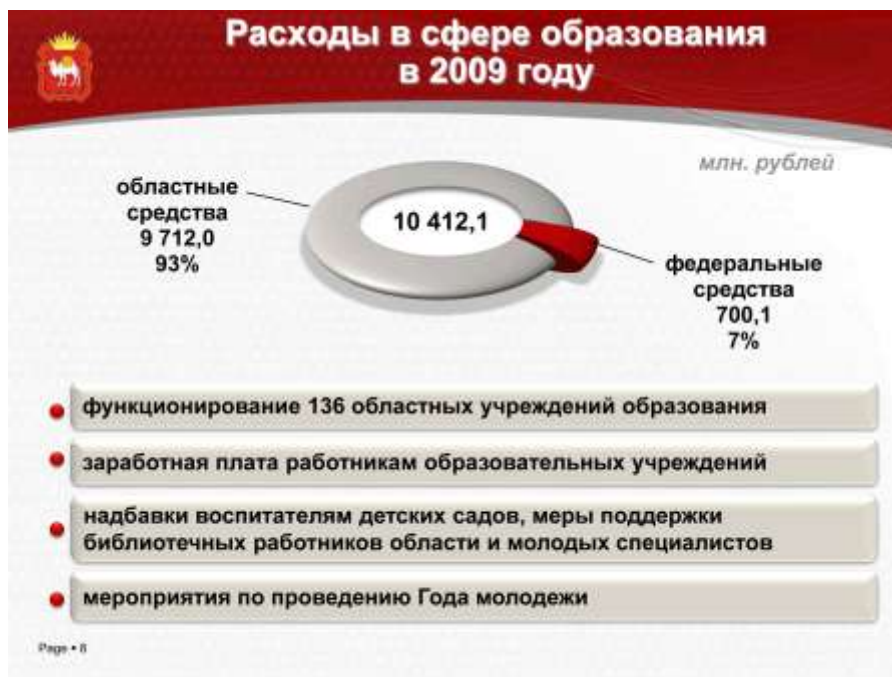 Расходы в сфере образования
в 2009 году
млн. рублей
областные
средства
9 712,0
93%
10 412,1
федеральные
средства
700,1
7%
функционирование 136 областных учреждений образования
заработная плата работникам образовательных учреждений
надбавки воспитателям детских садов, меры поддержки
библиотечных работников области и молодых специалистов
мероприятия по проведению Года молодежи
Page ▪ 8